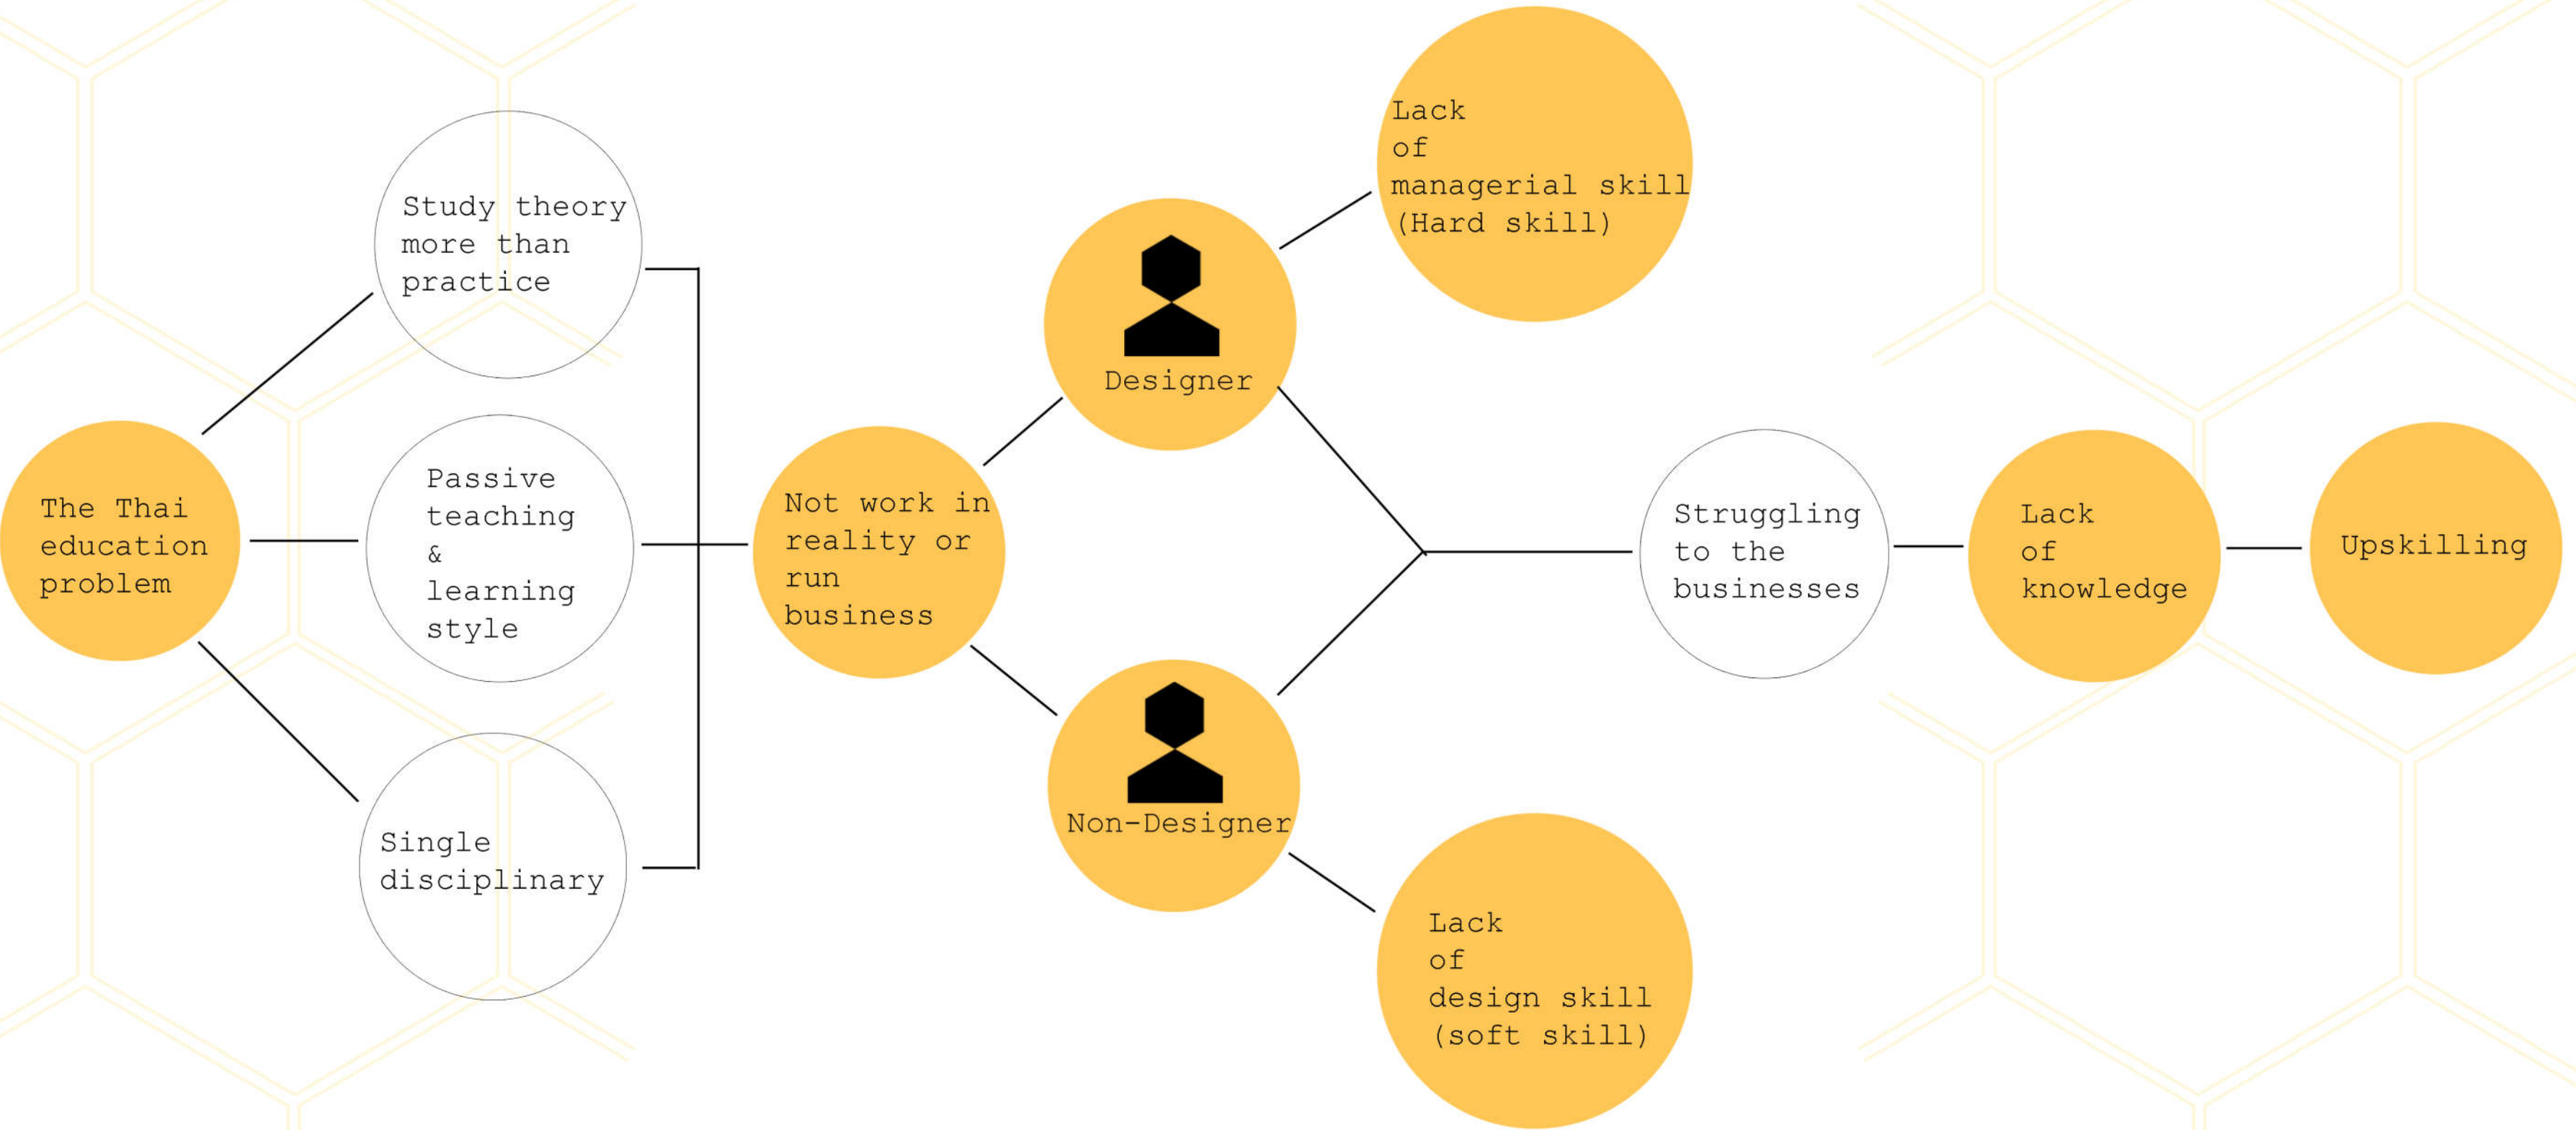 The Thai
education
problem
Study theory
more than
practice
Passive
teaching
&
learning
style
Single
disciplinary
Not work in
reality or
run
business
Designer
Non-Designer
Lack
of
managerial skill
(Hard skill)
Lack
of
design skill
(soft skill)
Struggling
to the
businesses
Lack
of
knowledge
Upskilling